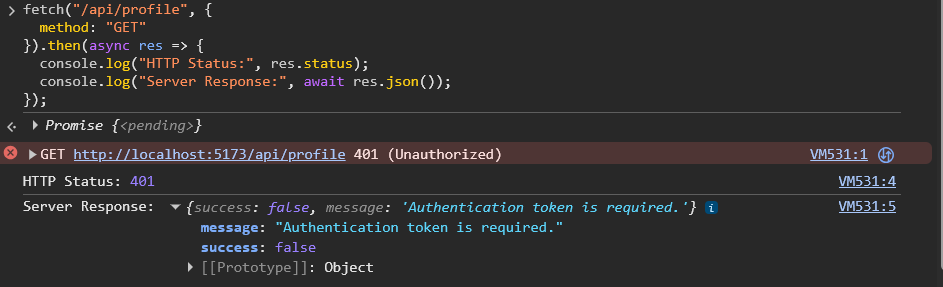 > fetch("/api/profile", {
method: "GET"
}).then(async res => {
console.log("HTTP Status:", res.status);
console.log("Server Response:", await res.json());
});
Promise {<pending>}
GET http://localhost:5173/api/profile 401 (Unauthorized) VM531:1
HTTP Status: 401 VM531:4
Server Response: {success: false, message: 'Authentication token is required.'} i VM531:5
message: "Authentication token is required."
success: false
[[Prototype]]: Object